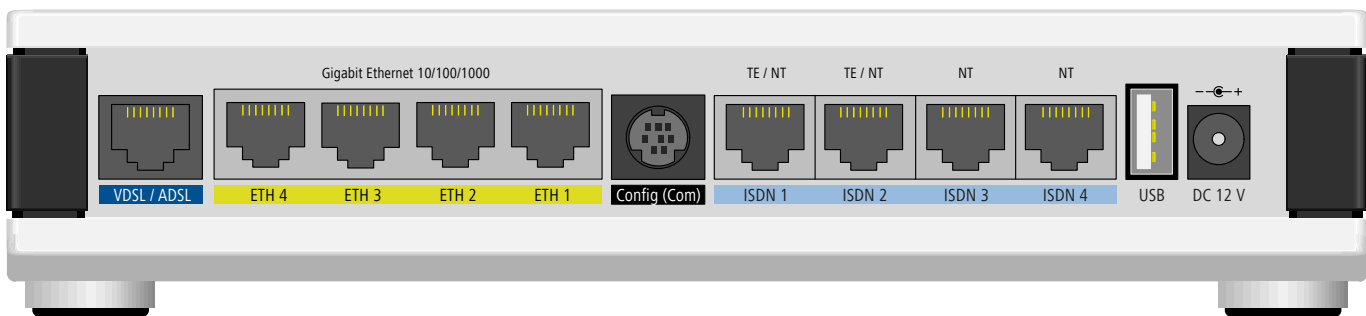 Gigabit Ethernet 10/100/1000
TE / NT
TE / NT
NT
NT
VDSL / ADSL
ETH 4
ETH 3
ETH 2
ETH 1
Config (Com)
ISDN 1
ISDN 2
ISDN 3
ISDN 4
USB
DC 12 V